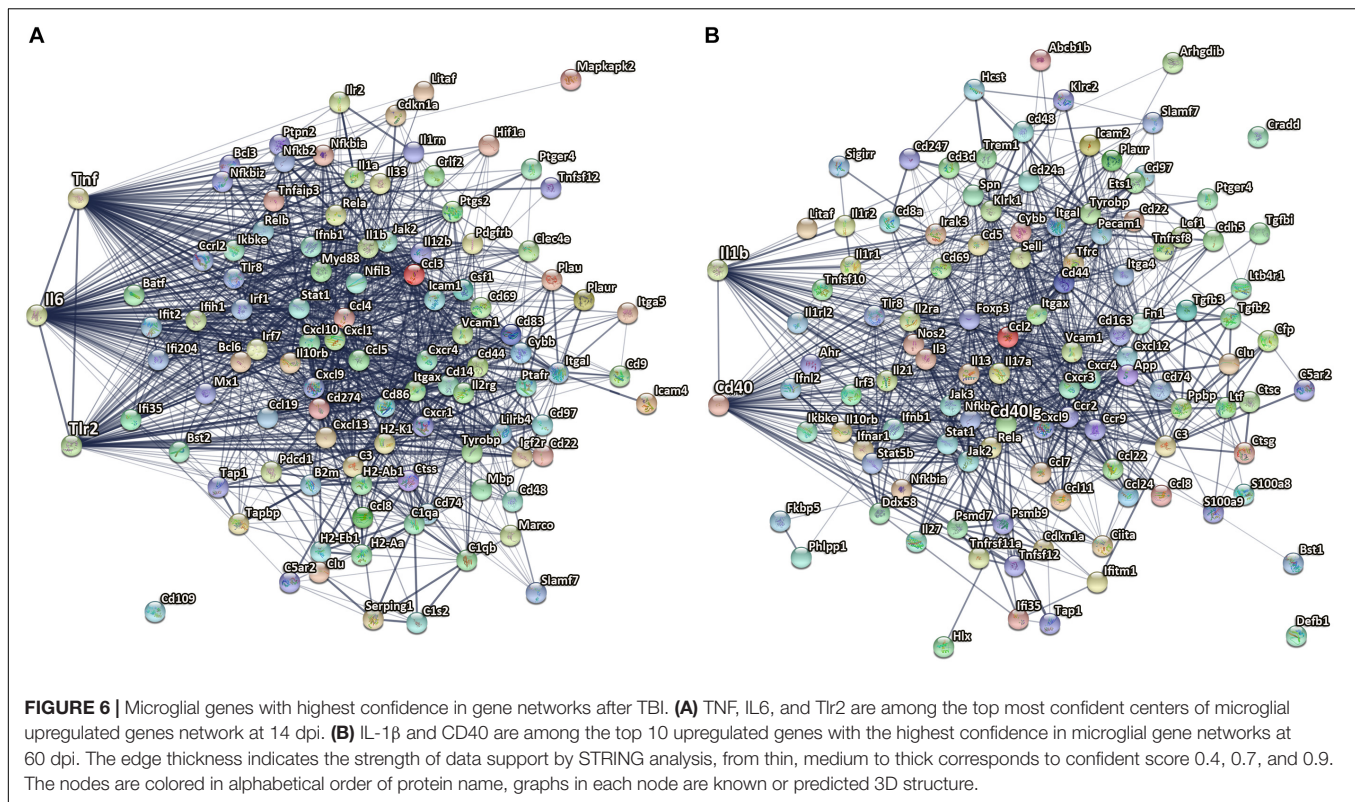 A
B
Litaf
Mapkapk2
Ilr2
Cdkn1a
Ptpn2
Nfkbia
Hif1a
Nfkb2
Il1rn
Bcl3
Crlf2
Il1a
Ptger4
Nfkbiz
Il33
Tnfsf12
Tnf
Tnfaip3
Rela
Ptgs2
Relb
Jak2
Ikbke
Ifnb1
Il1b
Il12b
Pdgfrb
Clec4e
Ccrl2
Myd88
Ccl3
Tlr8
Nfil3
Csf1
Plau
Batf
Icam1
Il6
Ifih1
Irf1
Stat1
Cd69
Plaur
Itga5
Ifit2
Ccl4
Vcam1
Cd83
Cxcl10
Cxcl1
Cybb
Irf7
Ifi204
Bcl6
Il10rb
Ccl5
Cxcr4
Cd44
Itgal
Cd9
Mx1
Cxcl9
Itgax
Cd14
Ptafr
Cd274
Cd86
Il2rg
Icam4
Ifi35
Ccl19
Cxcr1
Tlr2
Cxcl13
H2-K1
Lilrb4
Cd97
Bst2
Tyrobp
Igf2r
Cd22
Pdcd1
C3
Tap1
B2m
H2-Ab1
Ctss
Mbp
Cd48
Tapbp
Ccl8
Cd74
C1qa
Marco
H2-Eb1
H2-Aa
C1qb
C5ar2
Clu
Slamf7
Cd109
Serping1
C1s2
Abcb1b
Arhgdib
Hcst
Klrc2
Slamf7
Cd48
Cradd
Icam2
Cd247
Trem1
Plaur
Sigirr
Cd3d
Cd24a
Cd97
Ets1
Ptger4
Spn
Litaf
Il1r2
Cd8a
Klrk1
Tyrobp
Irak3
Cybb
Itgal
Cd22
Lef1
Tgfbi
Pecam1
Cdh5
Il1b
Il1r1
Cd5
Sell
Tnfrsf8
Tnfsf10
Cd69
Tfrc
Itga4
Ltb4r1
Cd44
Tgfb3
Tgfb2
Il1rl2
Tlr8
Il2ra
Itgax
Foxp3
Cd163
Fn1
Cfp
Nos2
Ccl2
Vcam1
Cxcl12
Clu
Ahr
Il3
Il13
Il17a
Cxcr4
App
Cd40
Il21
Cxcr3
Cd74
C5ar2
Ifnl2
Irf3
Jak3
Ppbp
Ltf
Ctsc
Nfkb
Cd40lg
Ccr2
Ikbke
Il10rb
Ifnb1
Cxcl9
Ccr9
Ifnar1
Stat1
Rela
C3
Ctsg
Stat5b
Jak2
Ccl22
Nfkbia
Ccl7
Ccl24
Ccl8
S100a8
Fkbp5
Ccl11
S100a9
Ddx58
Phlpp1
Psmd7
Psmb9
Il27
Cdkn1a
Ciita
Tnfrsf11a
Tnfsf12
Bst1
Ifitm1
Ifi35
Tap1
Defb1
Hlx
FIGURE 6 | Microglial genes with highest confidence in gene networks after TBI. (A) TNF, IL6, and Tlr2 are among the top most confident centers of microglial
upregulated genes network at 14 dpi. (B) IL-1β and CD40 are among the top 10 upregulated genes with the highest confidence in microglial gene networks at
60 dpi. The edge thickness indicates the strength of data support by STRING analysis, from thin, medium to thick corresponds to confident score 0.4, 0.7, and 0.9.
The nodes are colored in alphabetical order of protein name, graphs in each node are known or predicted 3D structure.